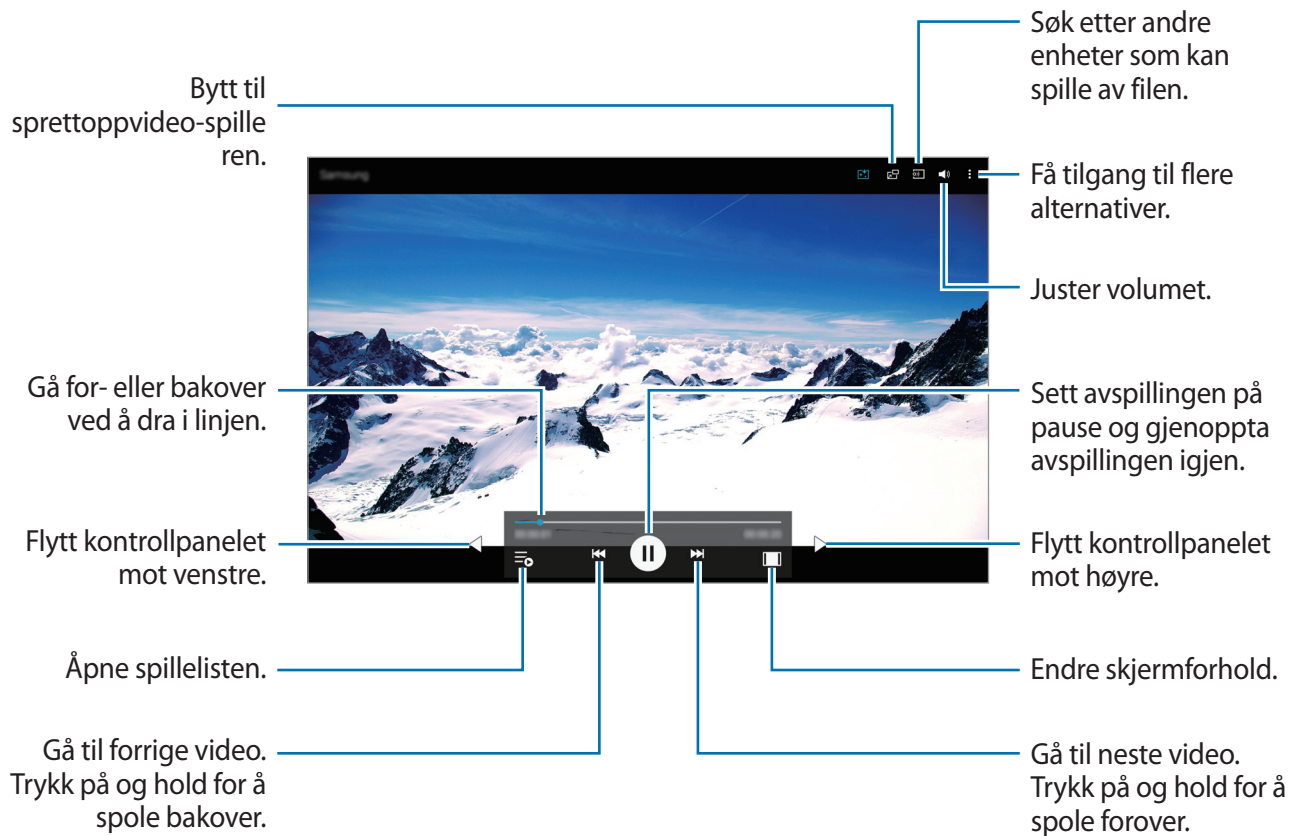 Søk etter andre
enheter som kan
spille av filen.
Bytt til
sprettoppvideo-spille
ren.
Samsung
Få tilgang til flere
alternativer.
Juster volumet.
Gå for- eller bakover
ved å dra i linjen.
Sett avspillingen på
pause og gjenoppta
avspillingen igjen.
Flytt kontrollpanelet
mot venstre.
Flytt kontrollpanelet
mot høyre.
Åpne spillelisten.
Endre skjermforhold.
Gå til forrige video.
Trykk på og hold for å
spole bakover.
Gå til neste video.
Trykk på og hold for å
spole forover.